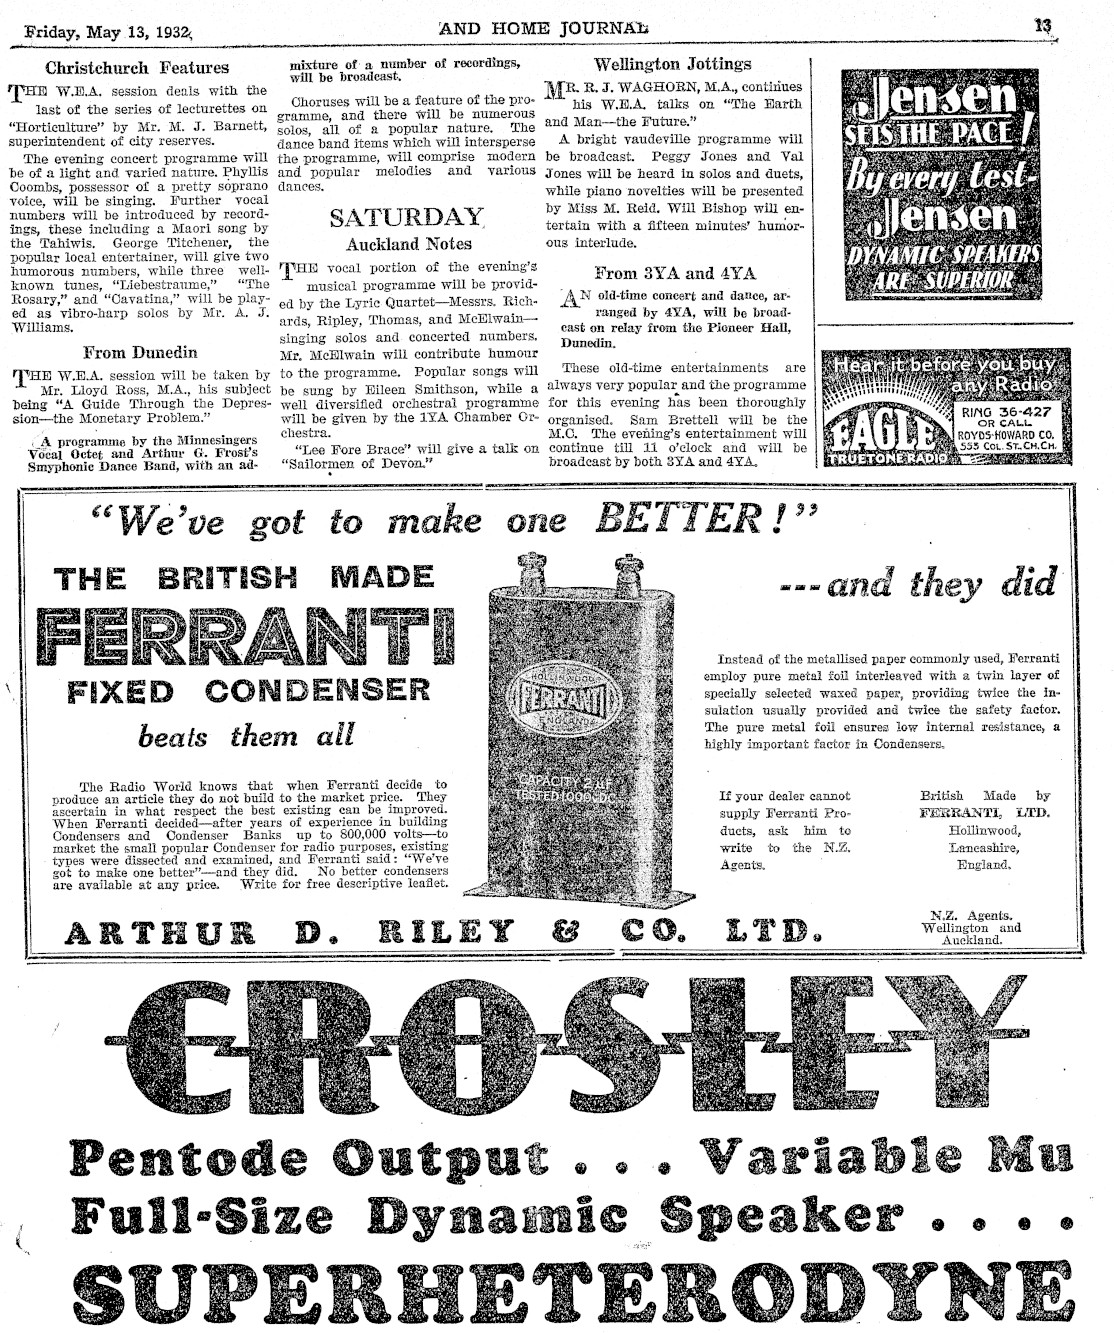 Friday, May 13, 1932.
AND HOME JOURNAL
13
Christchurch Features
THE W.E.A. session deals with the
last of the series of lecturettes on
"Horticulture" by Mr. M. J. Barnett,
superintendent of city reserves.
The evening concert programme will
be of a light and varied nature. Phyllis
Coombs, possessor of a pretty soprano
voice, will be singing. Further vocal
numbers will be introduced by record-
ings, these including a Maori song by
the Tahiwis. George Titchener, the
popular local entertainer, will give two
humorous numbers, while three well-
known tunes, "Liebestraume," "The
Rosary," and "Cavatina," will be play-
ed as vibro-harp solos by Mr. A. J.
Williams.
From Dunedin
THE W.E.A. session will be taken by
Mr. Lloyd Ross, M.A., his subject
being "A Guide Through the Depres-
sion—the Monetary Problem."
A programme by the Minnesingers
Vocal Octet and Arthur G. Frost's
Smyphonic Dance Band, with an ad-
mixture of a number of recordings,
will be broadcast.
Choruses will be a feature of the pro-
gramme, and there will be numerous
solos, all of a popular nature. The
dance band items which will intersperse
the programme, will comprise modern
and popular melodies and various
dances.
SATURDAY
Auckland Notes
THE vocal portion of the evening's
musical programme will be provid-
ed by the Lyric Quartet—Messrs. Rich-
ards, Ripley, Thomas, and McElwain—
singing solos and concerted numbers.
Mr. McElwain will contribute humour
to the programme. Popular songs will
be sung by Eileen Smithson, while a
well diversified orchestral programme
will be given by the 1YA Chamber Or-
chestra.
"Lee Fore Brace" will give a talk on
"Sailormen of Devon."
Wellington Jottings
MR. R. J. WAGHORN, M.A., continues
his W.E.A. talks on "The Earth
and Man—the Future."
A bright vaudeville programme will
be broadcast. Peggy Jones and Val
Jones will be heard in solos and duets,
while piano novelties will be presented
by Miss M. Reid. Will Bishop will en-
tertain with a fifteen minutes' humor-
ous interlude.
From 3YA and 4YA
AN old-time concert and dance, ar-
ranged by 4YA, will be broad-
cast on relay from the Pioneer Hall,
Dunedin.
These old-time entertainments are
always very popular and the programme
for this evening has been thoroughly
organised. Sam Brettell will be the
M.C. The evening's entertainment will
continue till 11 o'clock and will be
broadcast by both 3YA and 4YA.
Jensen
SETS THE PACE!
By every test-
Jensen
DYNAMIC SPEAKERS
ARE SUPERIOR
Hear it before you buy
any Radio
EAGLE
TRUETONE RADIO
RING 36-427
OR CALL
ROYDS-HOWARD CO.
553 COL. ST. CH.CH.
"We've got to make one BETTER!"
THE BRITISH MADE
FERRANTI
FIXED CONDENSER
beats them all
The Radio World knows that when Ferranti decide to
produce an article they do not build to the market price. They
ascertain in what respect the best existing can be improved.
When Ferranti decided—after years of experience in building
Condensers and Condenser Banks up to 800,000 volts—to
market the small popular Condenser for radio purposes, existing
types were dissected and examined, and Ferranti said: "We've
got to make one better"—and they did. No better condensers
are available at any price. Write for free descriptive leaflet.
HOLLINWOOD
FERRANTI
ENGLAND
CAPACITY 2 μF
TESTED 1000v. DC
---and they did
Instead of the metallised paper commonly used, Ferranti
employ pure metal foil interleaved with a twin layer of
specially selected waxed paper, providing twice the in-
sulation usually provided and twice the safety factor.
The pure metal foil ensures low internal resistance, a
highly important factor in Condensers.
If your dealer cannot
supply Ferranti Pro-
ducts, ask him to
write to the N.Z.
Agents.
British Made by
FERRANTI, LTD.
Hollinwood,
Lancashire,
England.
ARTHUR D. RILEY & CO. LTD.
N.Z. Agents.
Wellington and
Auckland.
CROSLEY
Pentode Output . . . Variable Mu
Full-Size Dynamic Speaker . . . .
SUPERHETERODYNE